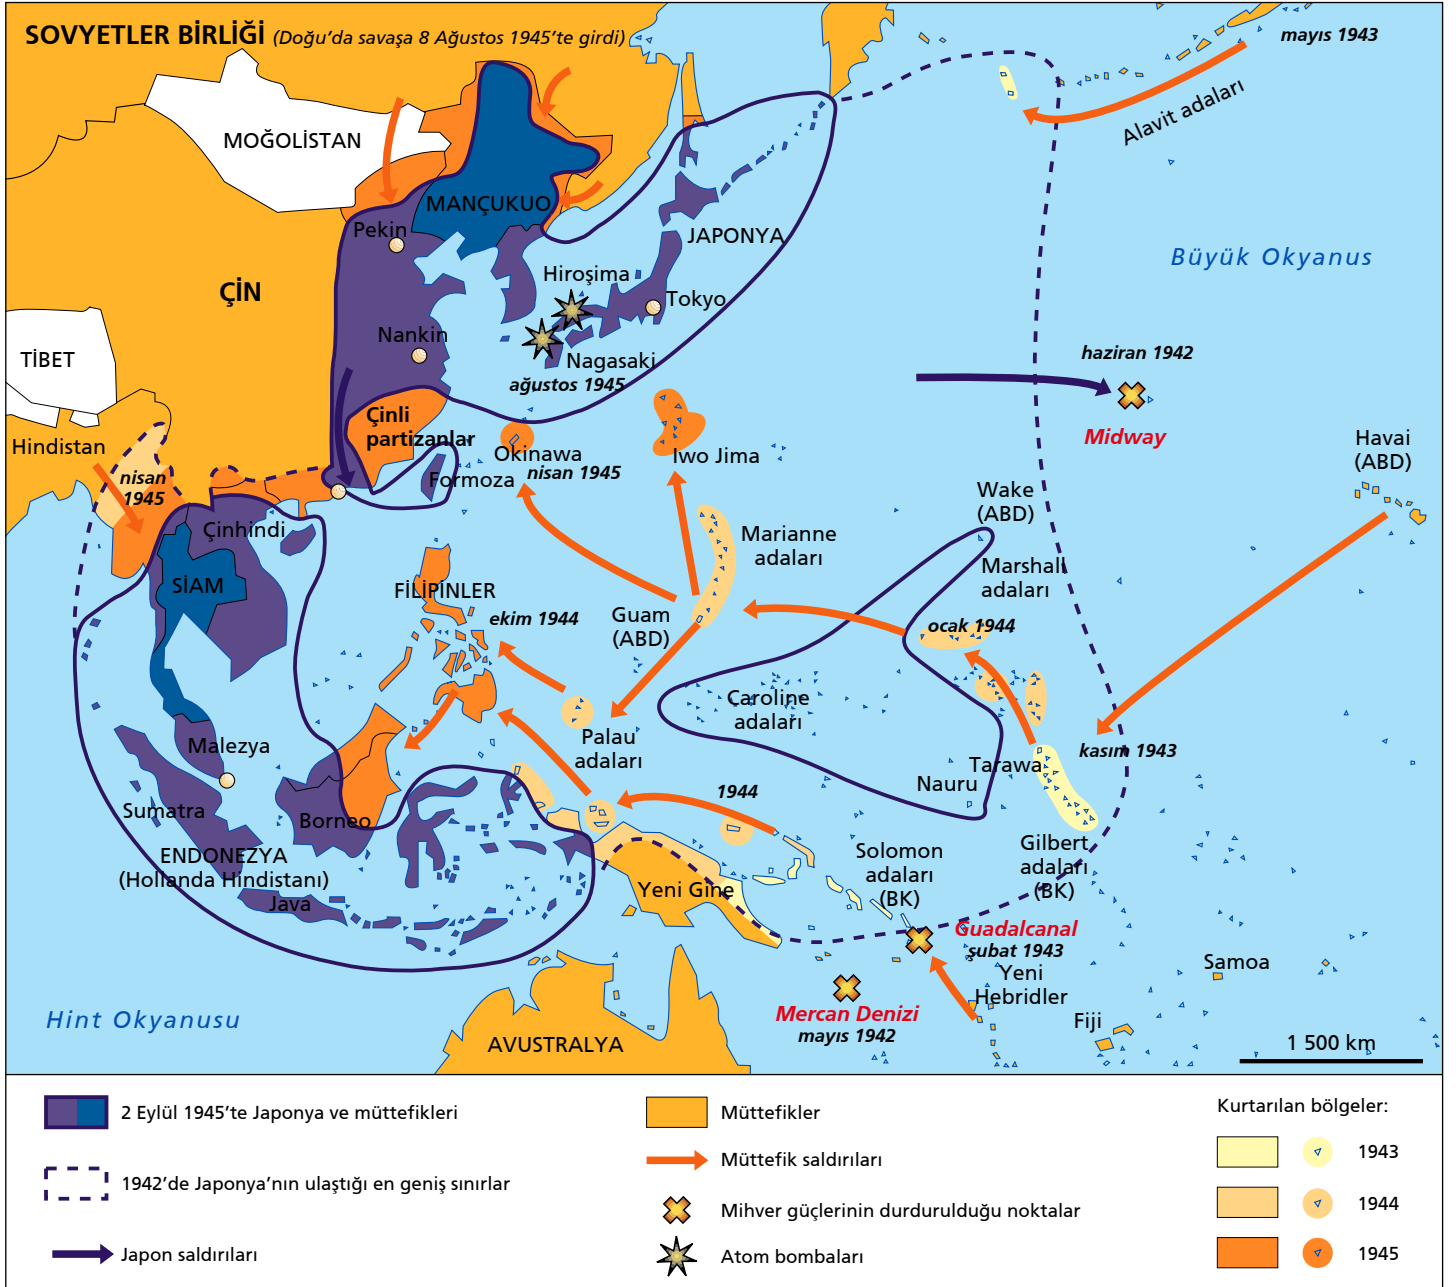 SOVYETLER BİRLİĞİ (Doğu’da savaşa 8 Ağustos 1945’te girdi)
mayıs 1943
Alavit adaları
MOĞOLİSTAN
MANÇUKUO
Pekin
JAPONYA
Büyük Okyanus
Hiroşima
ÇİN
Tokyo
Nankin
Nagasaki
ağustos 1945
TİBET
haziran 1942
Midway
Çinli
partizanlar
Hindistan
Okinawa
nisan 1945
Iwo Jima
Havai
(ABD)
nisan
1945
Formoza
Wake
(ABD)
Çinhindi
Marianne
adaları
Marshall
adaları
SİAM
FİLİPİNLER
ekim 1944
Guam
(ABD)
ocak 1944
Caroline
adaları
Palau
adaları
Malezya
kasım 1943
Tarawa
Nauru
Sumatra
Borneo
1944
ENDONEZYA
(Hollanda Hindistanı)
Java
Yeni Gine
Solomon
adaları
(BK)
Gilbert
adaları
(BK)
Guadalcanal
şubat 1943
Yeni
Hebridler
Samoa
Mercan Denizi
mayıs 1942
Fiji
Hint Okyanusu
AVUSTRALYA
1 500 km
2 Eylül 1945’te Japonya ve müttefikleri
1942’de Japonya’nın ulaştığı en geniş sınırlar
Japon saldırıları
Müttefikler
Müttefik saldırıları
Mihver güçlerinin durdurulduğu noktalar
Atom bombaları
Kurtarılan bölgeler:
1943
1944
1945